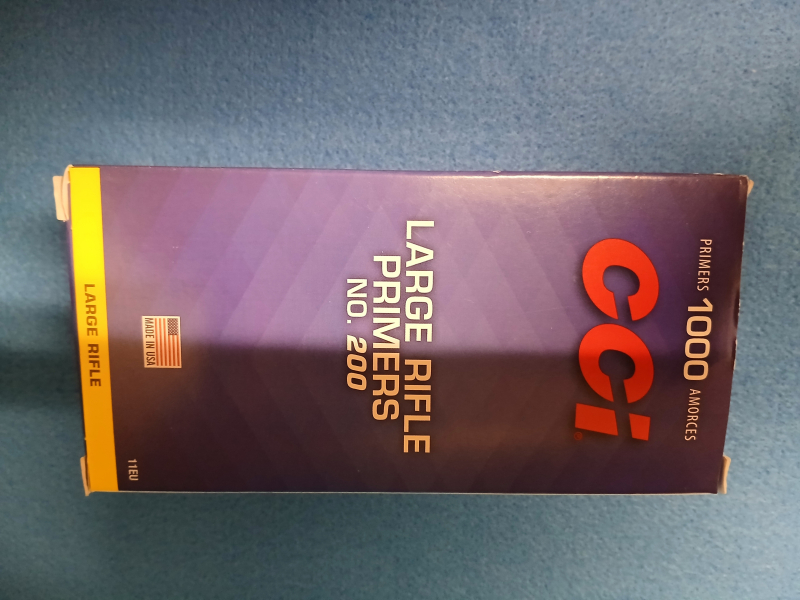 PRIMERS 1000 AMORCES
CCI®
LARGE RIFLE
PRIMERS
NO. 200
MADE IN USA
LARGE RIFLE
11EU